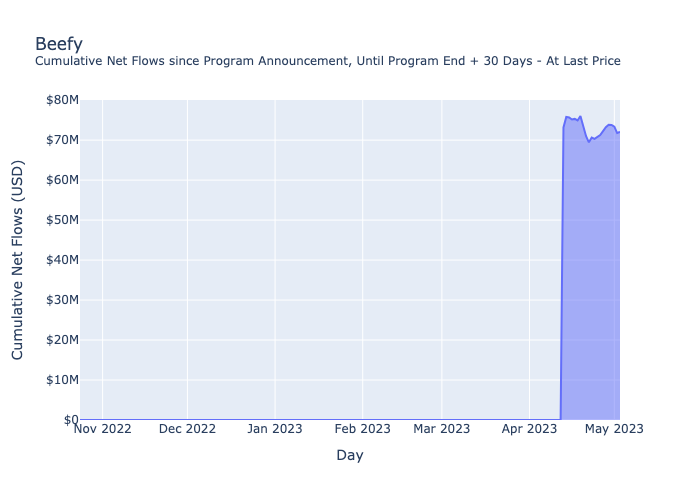 Beefy
Cumulative Net Flows since Program Announcement, Until Program End + 30 Days - At Last Price
Cumulative Net Flows (USD)
$80M
$70M
$60M
$50M
$40M
$30M
$20M
$10M
$0
Nov 2022 Dec 2022 Jan 2023 Feb 2023 Mar 2023 Apr 2023 May 2023
Day